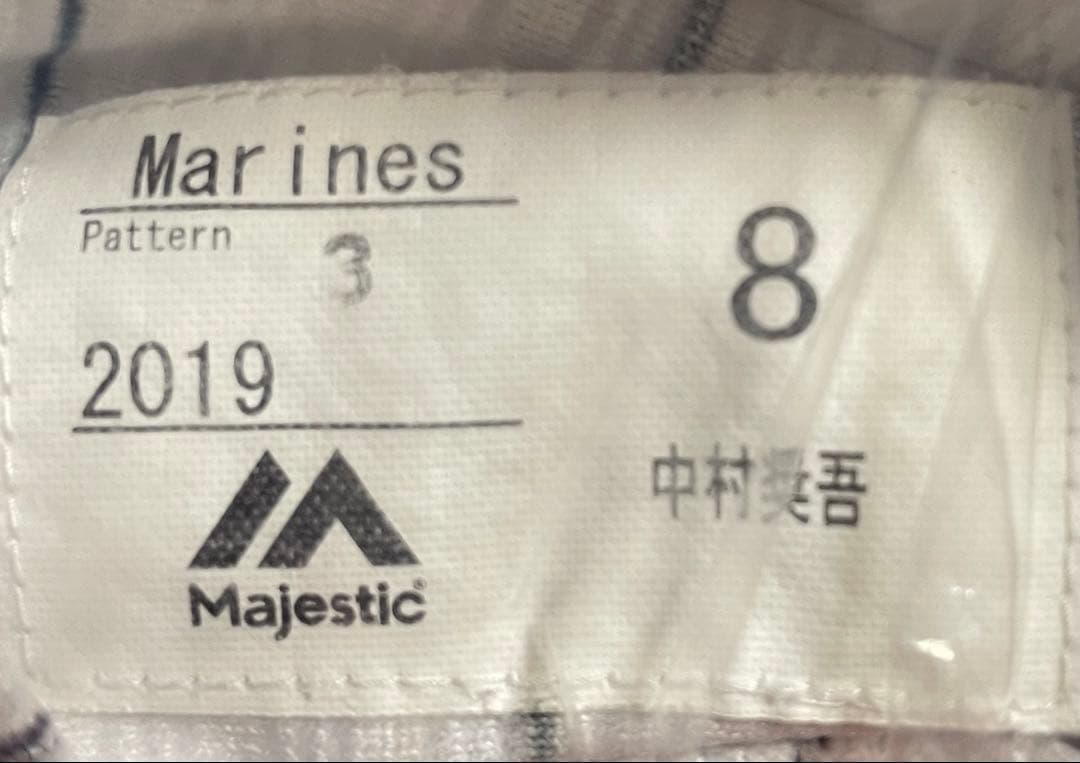 Marines
Pattern 3
2019
Majestic
8
中村奨吾